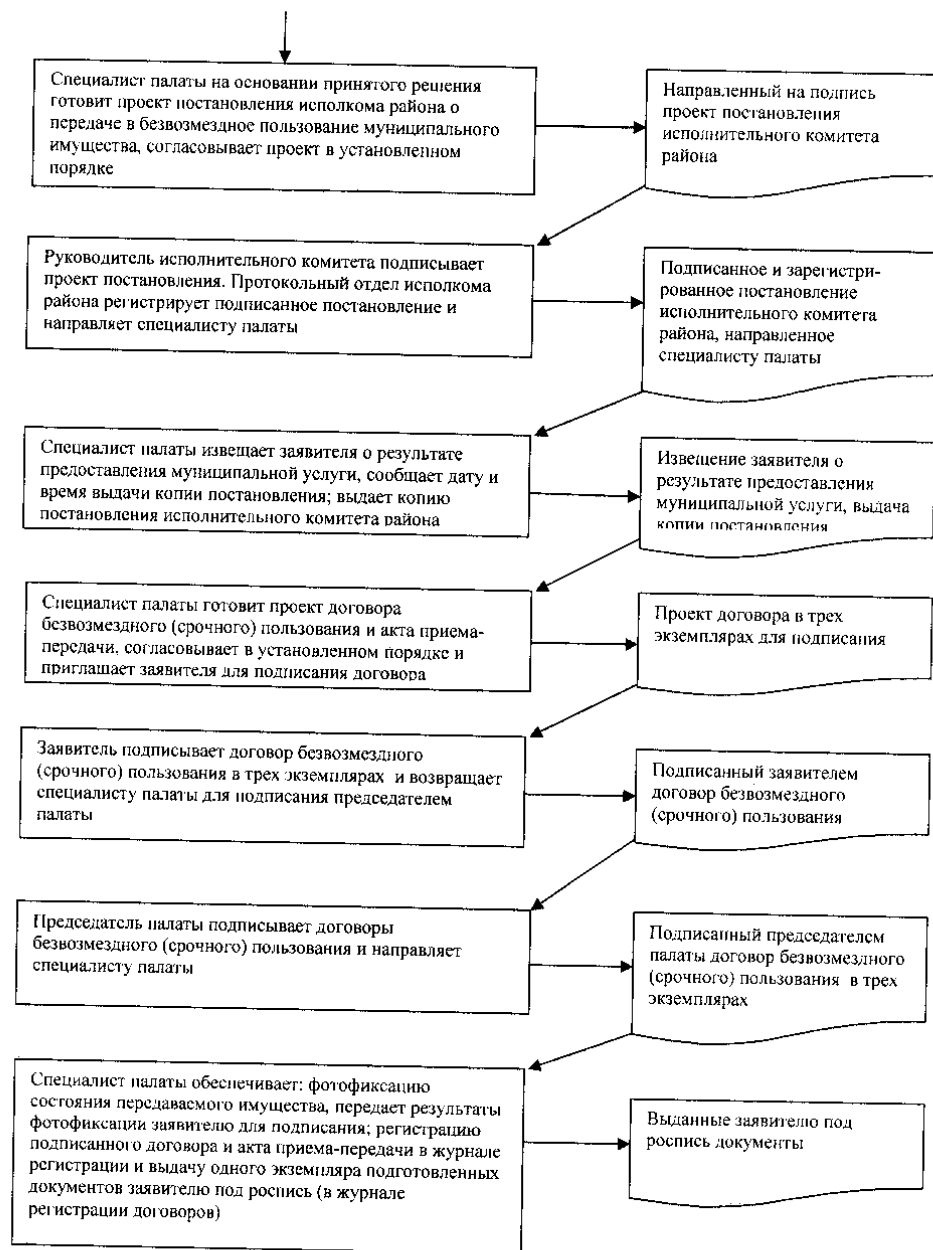 Специалист палаты на основании принятого решения
готовит проект постановления исполкома района о
передаче в безвозмездное пользование муниципального
имущества, согласовывает проект в установленном
порядке
Направленный на подпись
проект постановления
исполнительного комитета
района
Руководитель исполнительного комитета подписывает
проект постановления. Протокольный отдел исполкома
района регистрирует подписанное постановление и
направляет специалисту палаты
Подписанное и зарегистри-
рованное постановление
исполнительного комитета
района, направленное
специалисту палаты
Специалист палаты извещает заявителя о результате
предоставления муниципальной услуги, сообщает дату и
время выдачи копии постановления; выдает копию
постановления исполнительного комитета района
Извещение заявителя о
результате предоставления
муниципальной услуги, выдача
копии постановления
Специалист палаты готовит проект договора
безвозмездного (срочного) пользования и акта приема-
передачи, согласовывает в установленном порядке и
приглашает заявителя для подписания договора
Проект договора в трех
экземплярах для подписания
Заявитель подписывает договор безвозмездного
(срочного) пользования в трех экземплярах и возвращает
специалисту палаты для подписания председателем
палаты
Подписанный заявителем
договор безвозмездного
(срочного) пользования
Председатель палаты подписывает договоры
безвозмездного (срочного) пользования и направляет
специалисту палаты
Подписанный председателем
палаты договор безвозмездного
(срочного) пользования в трех
экземплярах
Специалист палаты обеспечивает: фотофиксацию
состояния передаваемого имущества, передает результаты
фотофиксации заявителю для подписания; регистрацию
подписанного договора и акта приема-передачи в журнале
регистрации и выдачу одного экземпляра подготовленных
документов заявителю под роспись (в журнале
регистрации договоров)
Выданные заявителю под
роспись документы